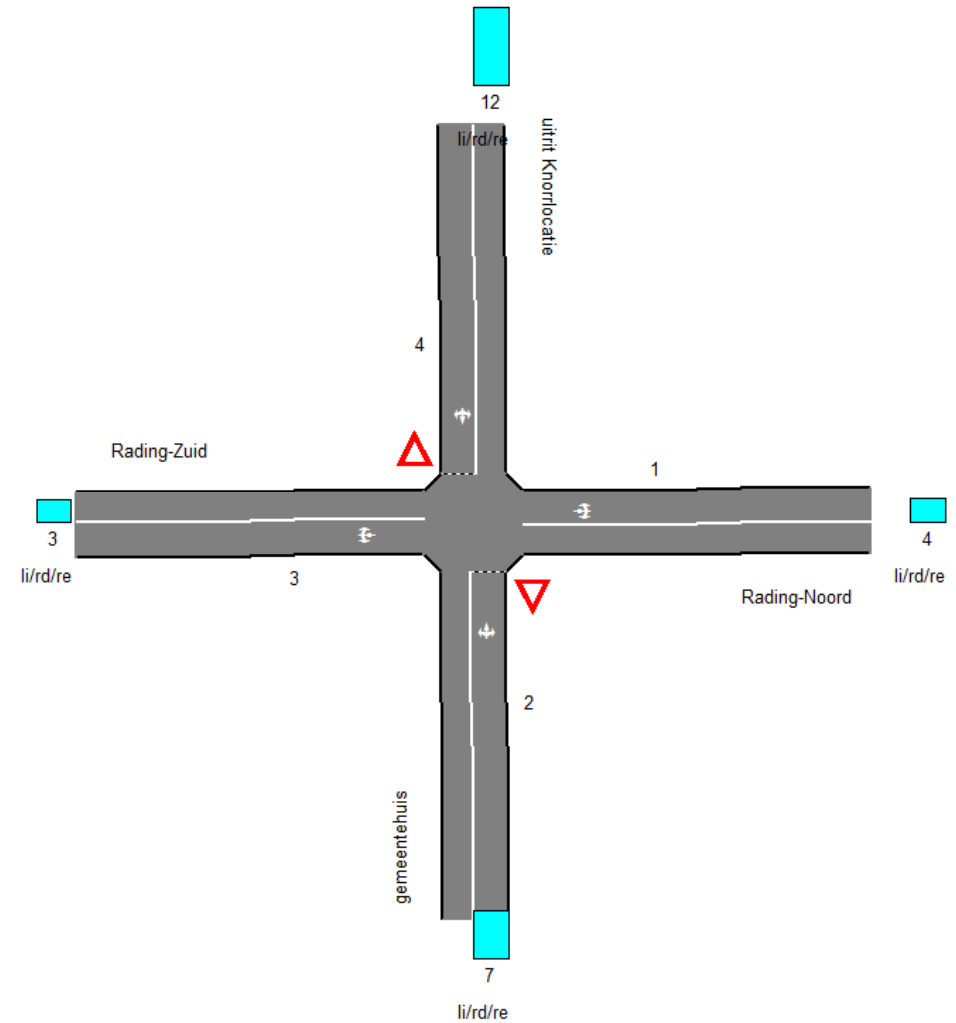 12
li/rd/re
uitrit Knorrlocatie
4
Rading-Zuid
1
3
li/rd/re
4
li/rd/re
3
Rading-Noord
2
gemeentehuis
7
li/rd/re